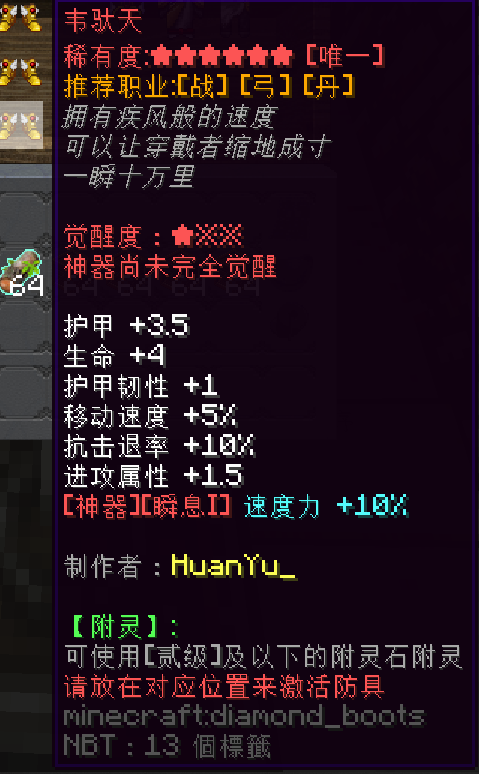 韦驮天
稀有度:★★★★★★ [唯一]
推荐职业:[战] [弓] [丹]
拥有疾风般的速度
可以让穿戴者缩地成寸
一瞬十万里
觉醒度：★※※
神器尚未完全觉醒
64
护甲 +3.5
生命 +4
护甲韧性 +1
移动速度 +5%
抗击退率 +10%
进攻属性 +1.5
[神器][瞬息I] 速度力 +10%
制作者：HuanYu_
【附灵】:
可使用[贰级]及以下的附灵石附灵
请放在对应位置来激活防具
minecraft:diamond_boots
NBT：13 個標籤